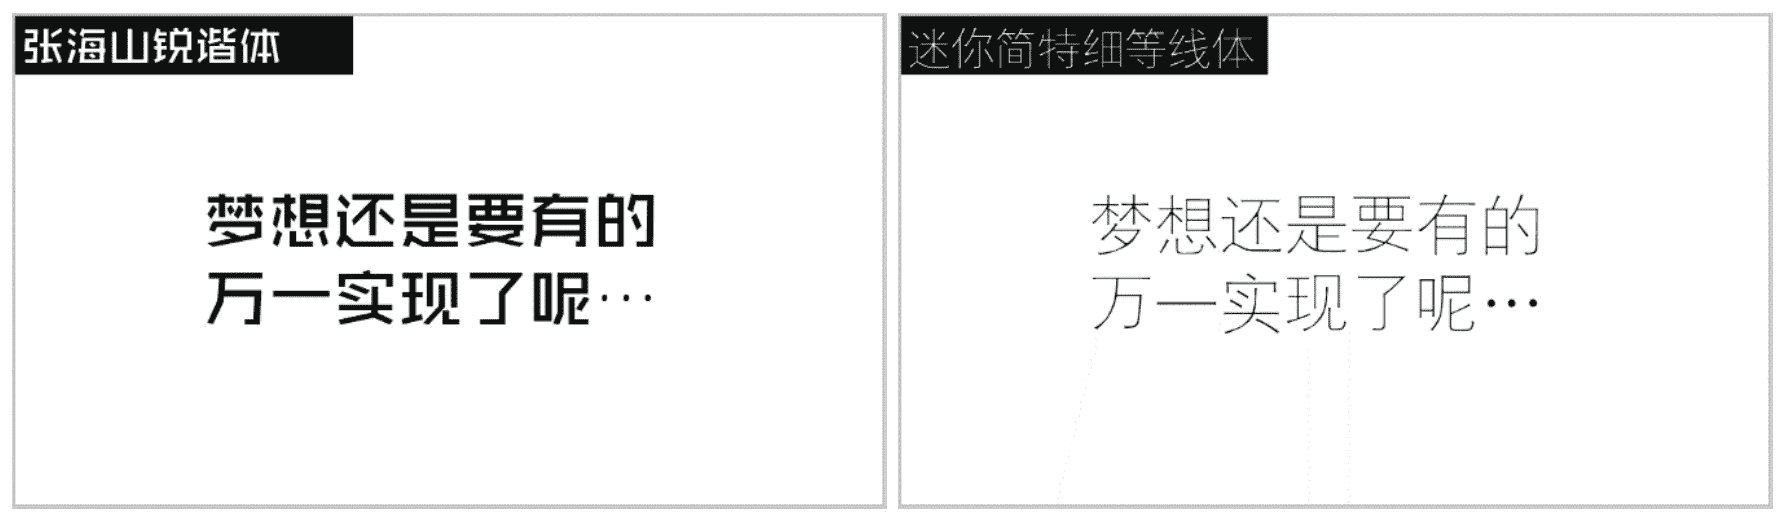 张海山锐谐体
梦想还是要有的
万一实现了呢…
迷你简特细等线体
梦想还是要有的
万一实现了呢…